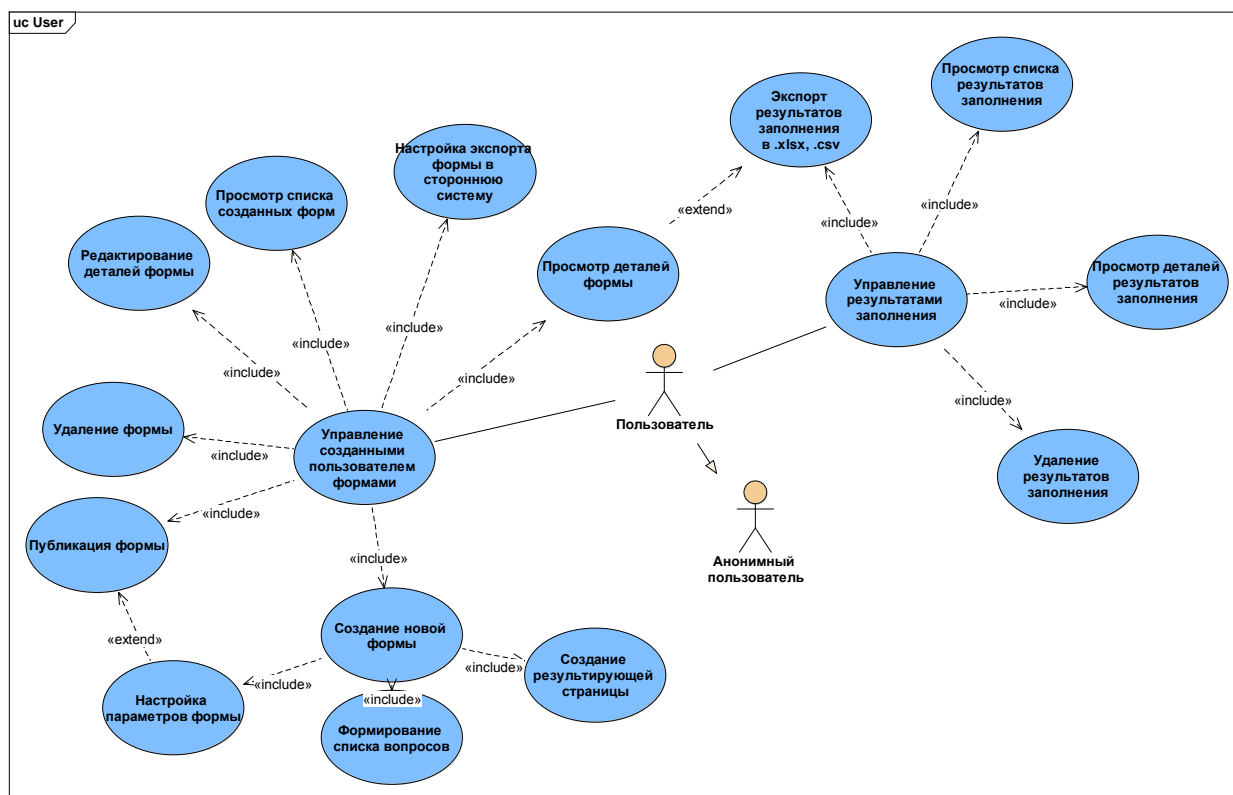 uc User
Просмотр списка
результатов
заполнения
Экспорт
результатов
заполнения
в .xlsx, .csv
Настройка экспорта
формы в
стороннюю
систему
Просмотр списка
созданных форм
«extend»
«include»
«include»
Редактирование
деталей формы
Просмотр деталей
формы
Управление
результатами
заполнения
Просмотр деталей
результатов
заполнения
«include»
«include»
«include»
«include»
«include»
«include»
Удаление формы
Управление
созданными
пользователем
формами
Пользователь
«include»
Удаление
результатов
заполнения
«include»
Публикация формы
Анонимный
пользователь
«include»
«extend»
Создание новой
формы
«include»
«include»
«include»
Создание
результирующей
страницы
Настройка
параметров формы
Формирование
списка вопросов